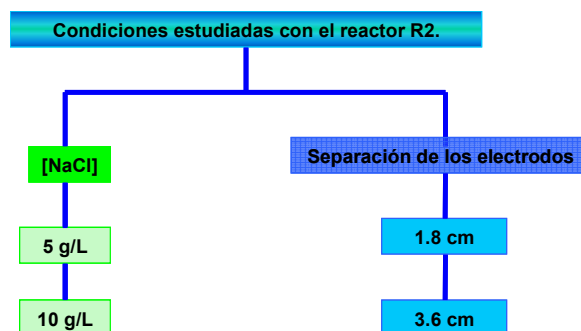 Condiciones estudiadas con el reactor R2.
[NaCl]
Separación de los electrodos
5 g/L
1.8 cm
10 g/L
3.6 cm